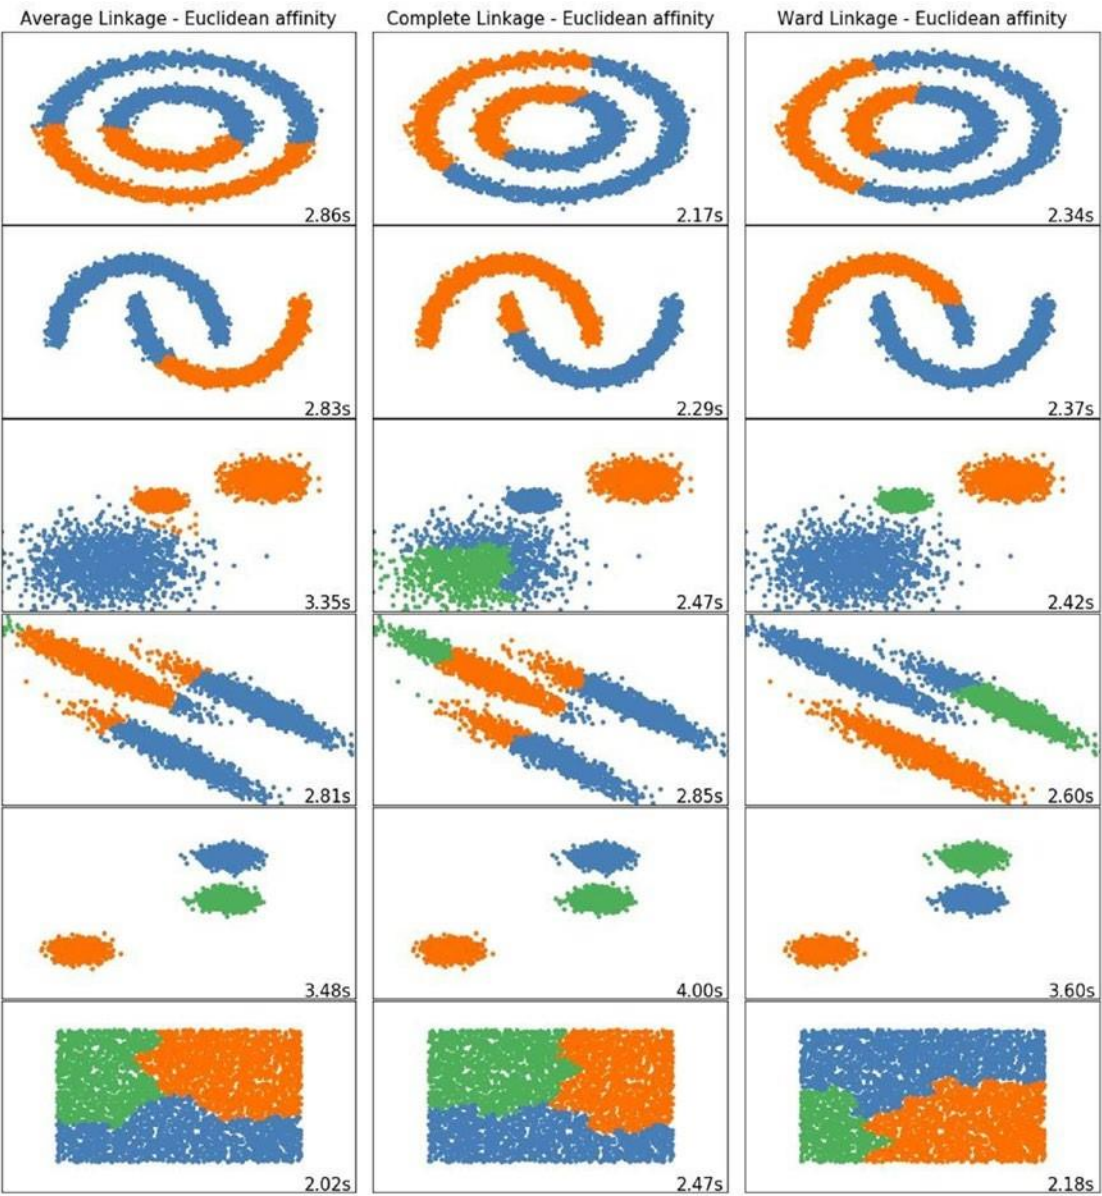 Average Linkage - Euclidean affinity
Complete Linkage - Euclidean affinity
Ward Linkage - Euclidean affinity
2.86s
2.17s
2.34s
2.83s
2.29s
2.37s
3.35s
2.47s
2.42s
2.81s
2.85s
2.60s
3.48s
4.00s
3.60s
2.02s
2.47s
2.18s